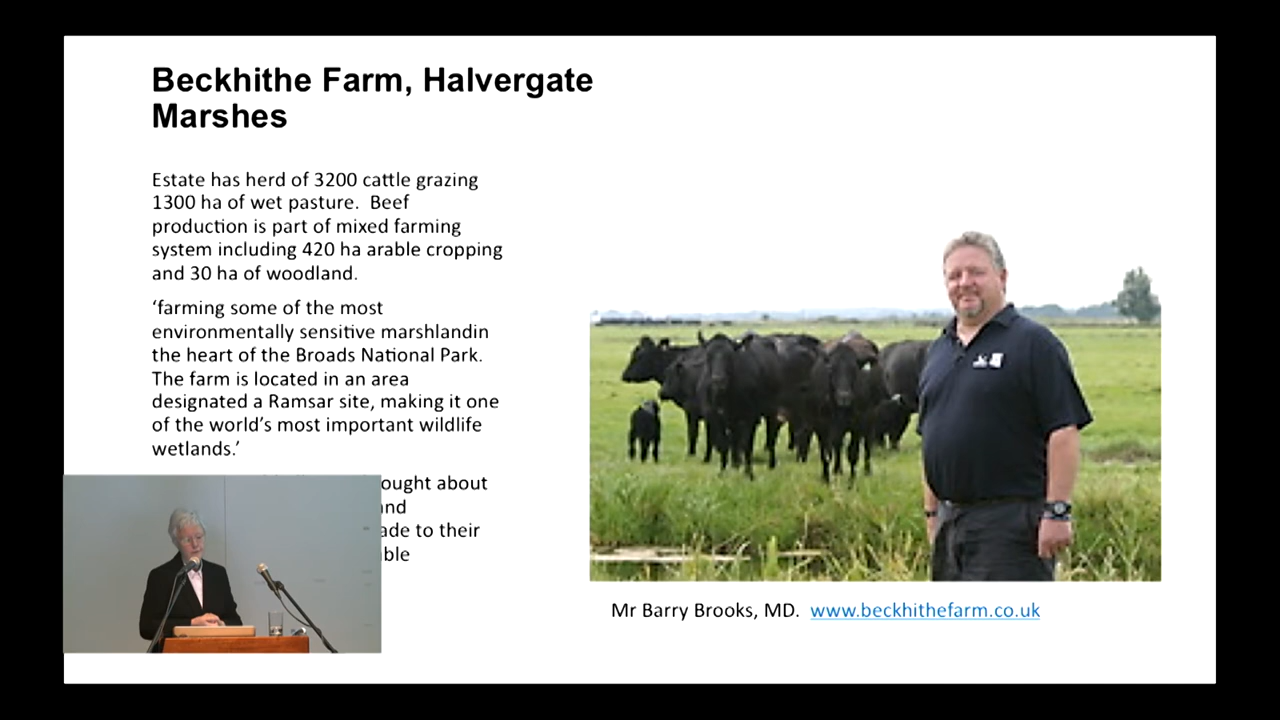 Beckhithe Farm, Halvergate
Marshes
Estate has herd of 3200 cattle grazing
1300 ha of wet pasture.  Beef
production is part of mixed farming
system including 420 ha arable cropping
and 30 ha of woodland.
‘farming some of the most
environmentally sensitive marshlandin
the heart of the Broads National Park.
The farm is located in an area
designated a Ramsar site, making it one
of the world’s most important wildlife
wetlands.’
about
to their
Mr Barry Brooks, MD.  www.beckhithefarm.co.uk